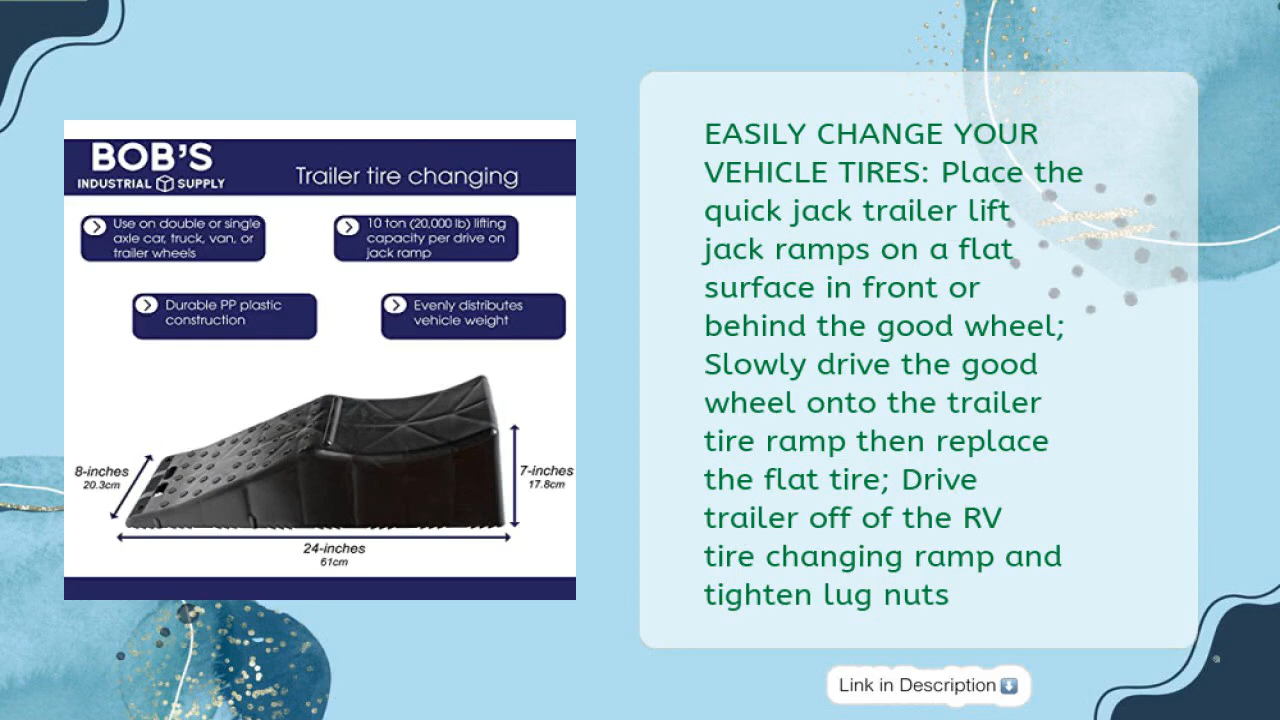 BOB'S
INDUSTRIAL SUPPLY
Trailer tire changing
Use on double or single
axle car, truck, van, or
trailer wheels
10 ton (20,000 lb) lifting
capacity per drive on
jack ramp
Durable PP plastic
construction
Evenly distributes
vehicle weight
8-inches
20.3cm
7-inches
17.8cm
24-inches
61cm
EASILY CHANGE YOUR
VEHICLE TIRES: Place the
quick jack trailer lift
jack ramps on a flat
surface in front or
behind the good wheel;
Slowly drive the good
wheel onto the trailer
tire ramp then replace
the flat tire; Drive
trailer off of the RV
tire changing ramp and
tighten lug nuts
Link in Description⬇️